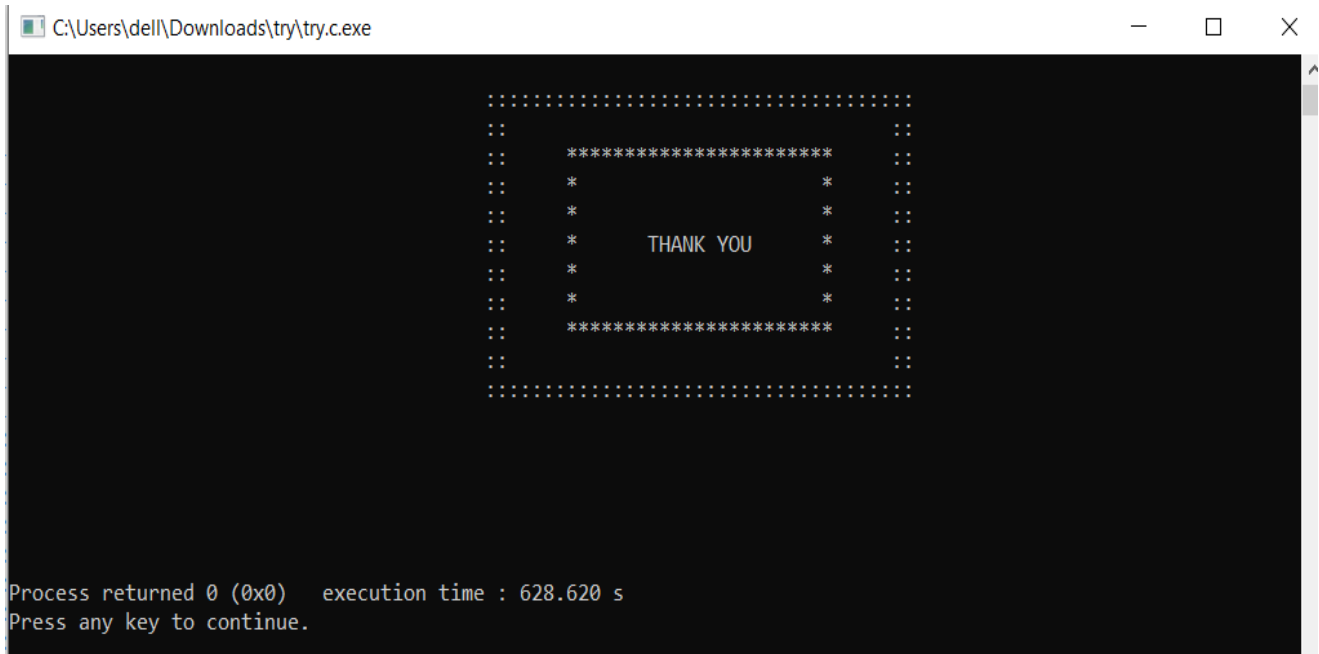 C:\Users\dell\Downloads\try\try.c.exe
:::::::::::::::::::::::::::::::::::::
::                                 ::
::     ***********************     ::
::     *                     *     ::
::     *                     *     ::
::     *      THANK YOU      *     ::
::     *                     *     ::
::     *                     *     ::
::     ***********************     ::
::                                 ::
:::::::::::::::::::::::::::::::::::::
Process returned 0 (0x0)   execution time : 628.620 s
Press any key to continue.